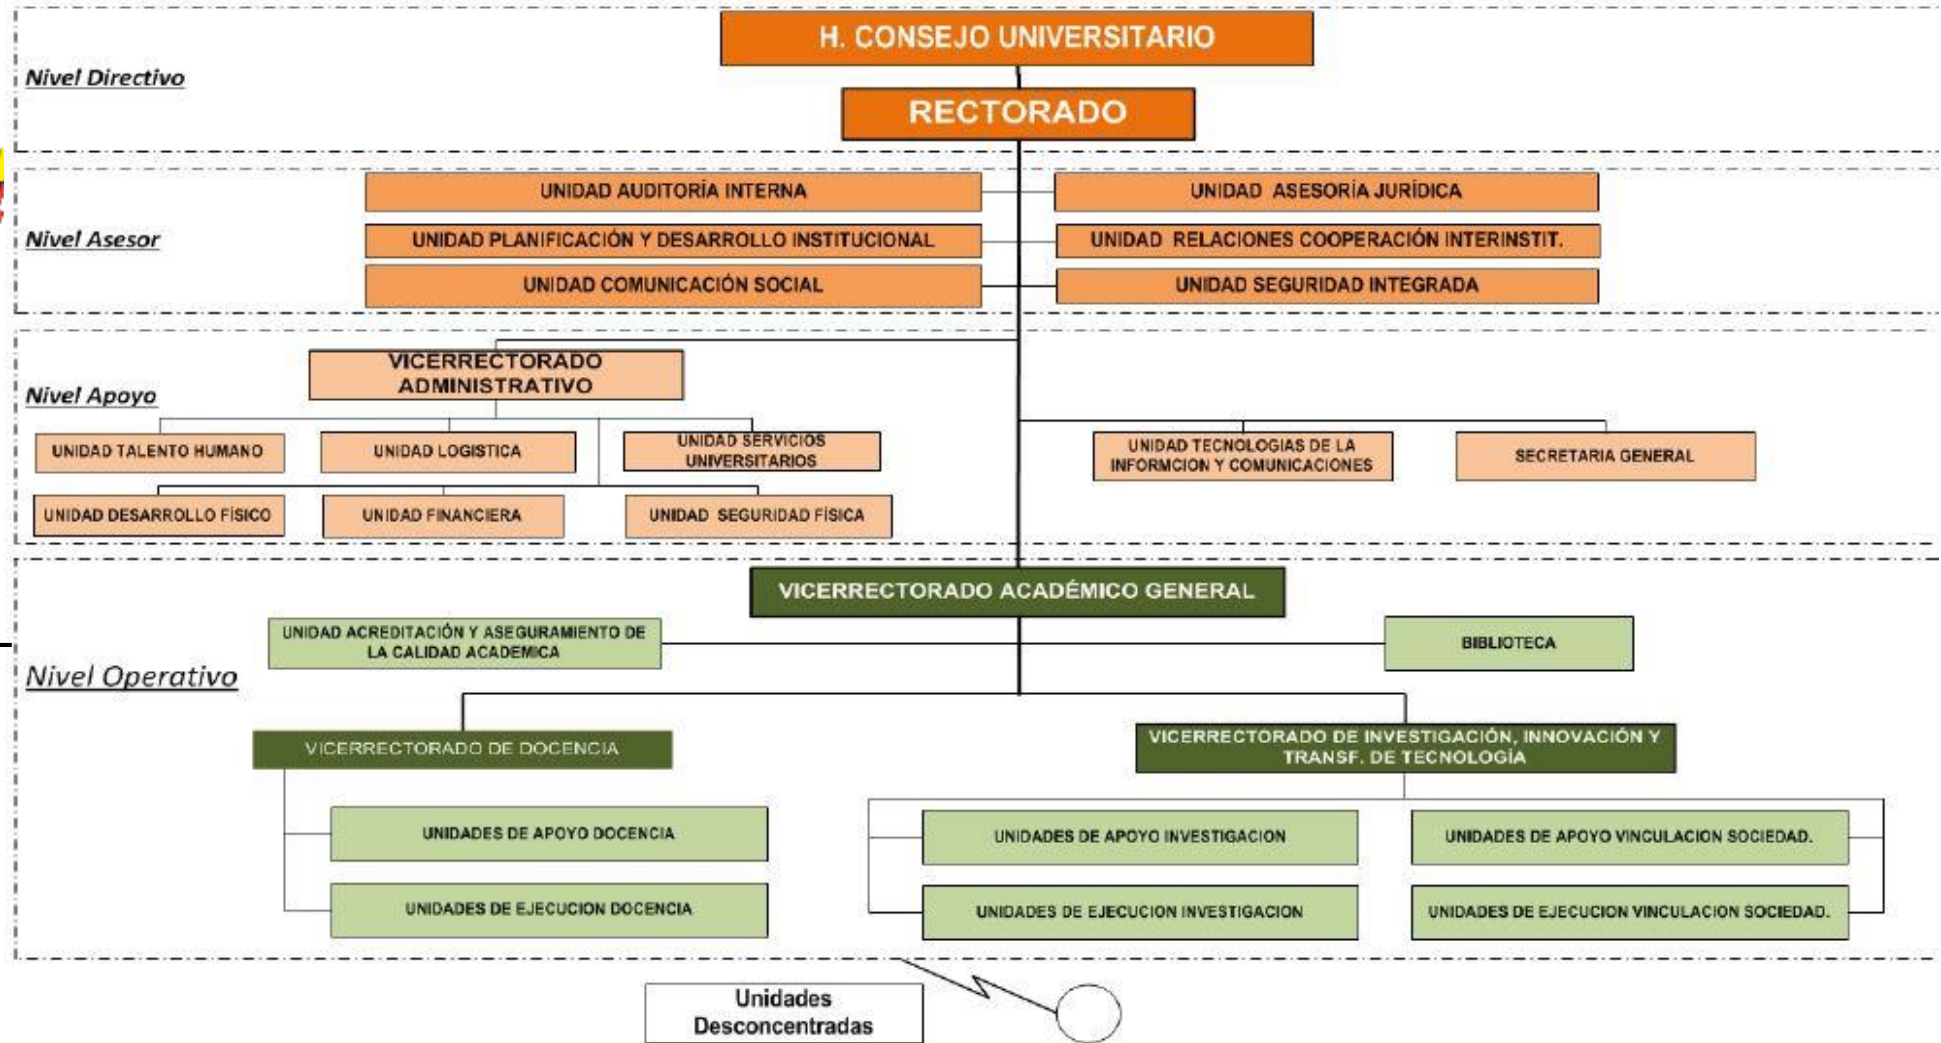 H. CONSEJO UNIVERSITARIO
Nivel Directivo
RECTORADO
UNIDAD AUDITORÍA INTERNA
UNIDAD ASESORÍA JURÍDICA
Nivel Asesor
UNIDAD PLANIFICACIÓN Y DESARROLLO INSTITUCIONAL
UNIDAD RELACIONES COOPERACIÓN INTERINSTIT.
UNIDAD COMUNICACIÓN SOCIAL
UNIDAD SEGURIDAD INTEGRADA
VICERRECTORADO
ADMINISTRATIVO
Nivel Apoyo
UNIDAD TALENTO HUMANO
UNIDAD LOGISTICA
UNIDAD SERVICIOS
UNIVERSITARIOS
UNIDAD TECNOLOGIAS DE LA
INFORMCION Y COMUNICACIONES
SECRETARIA GENERAL
UNIDAD DESARROLLO FÍSICO
UNIDAD FINANCIERA
UNIDAD SEGURIDAD FÍSICA
VICERRECTORADO ACADÉMICO GENERAL
UNIDAD ACREDITACIÓN Y ASEGURAMIENTO DE
LA CALIDAD ACADEMICA
BIBLIOTECA
Nivel Operativo
VICERRECTORADO DE DOCENCIA
VICERRECTORADO DE INVESTIGACIÓN, INNOVACIÓN Y
TRANSF. DE TECNOLOGÍA
UNIDADES DE APOYO DOCENCIA
UNIDADES DE APOYO INVESTIGACION
UNIDADES DE APOYO VINCULACION SOCIEDAD.
UNIDADES DE EJECUCION DOCENCIA
UNIDADES DE EJECUCION INVESTIGACION
UNIDADES DE EJECUCION VINCULACION SOCIEDAD.
Unidades
Desconcentradas